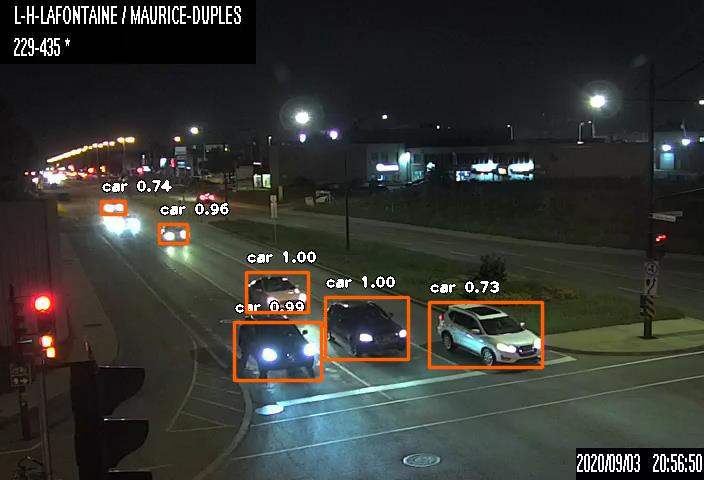 L-H-LAFONTAINE / MAURICE-DUPLES
229-435 *
car 0.74
car 0.96
car 1.00
car 1.00
car 0.99
car 0.73
2020/09/03 20:56:50